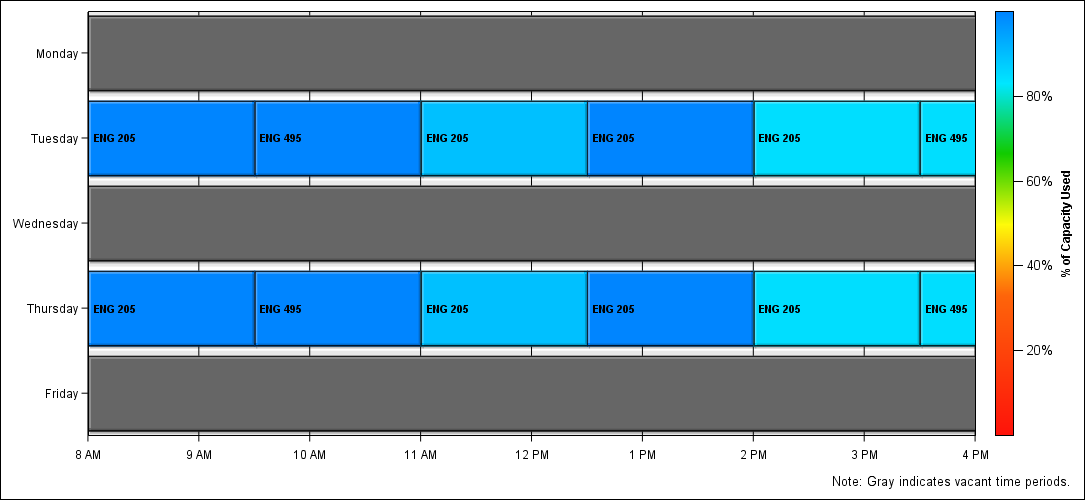 Monday
Tuesday
ENG 205
ENG 495
ENG 205
ENG 205
ENG 205
ENG 495
Wednesday
Thursday
ENG 205
ENG 495
ENG 205
ENG 205
ENG 205
ENG 495
Friday
8 AM
9 AM
10 AM
11 AM
12 PM
1 PM
2 PM
3 PM
4 PM
80%
60%
40%
20%
% of Capacity Used
Note: Gray indicates vacant time periods.